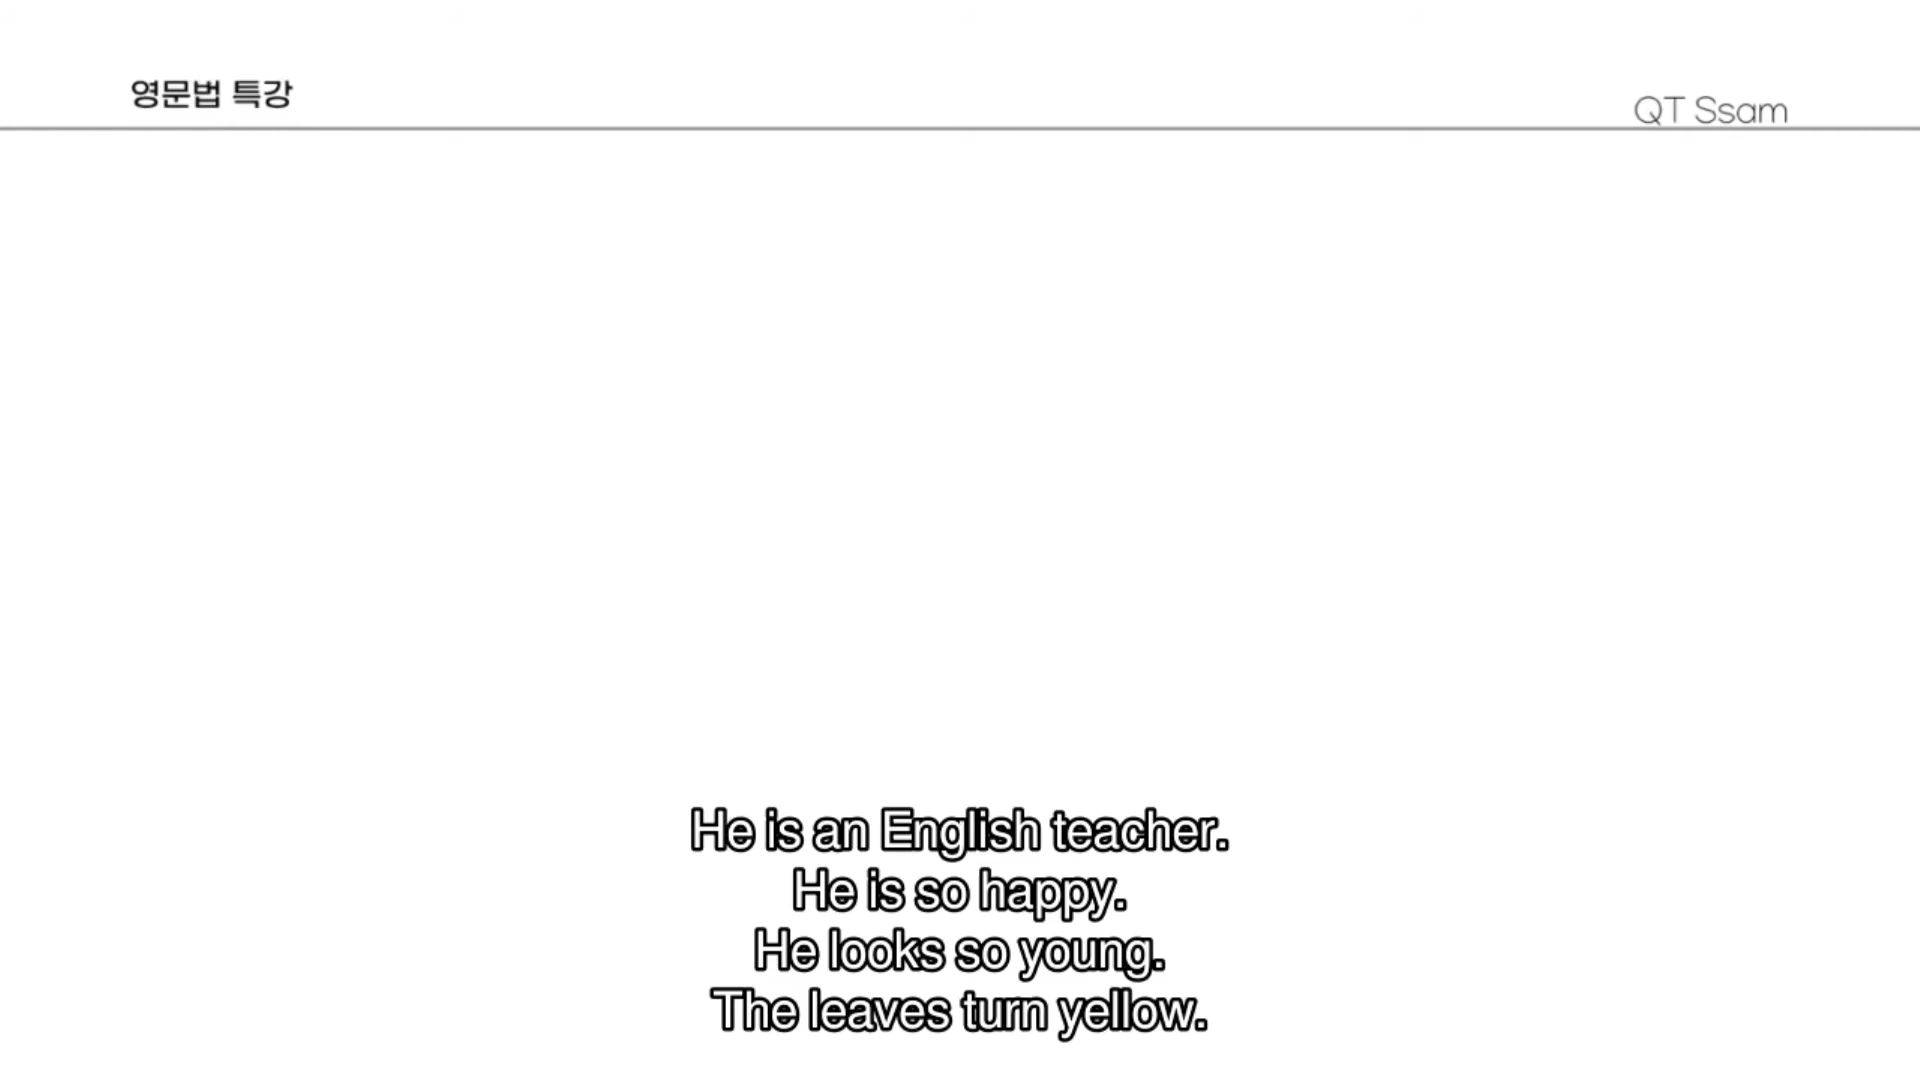 영문법 특강
QT Ssam
He is an English teacher.
He is so happy.
He looks so young.
The leaves turn yellow.